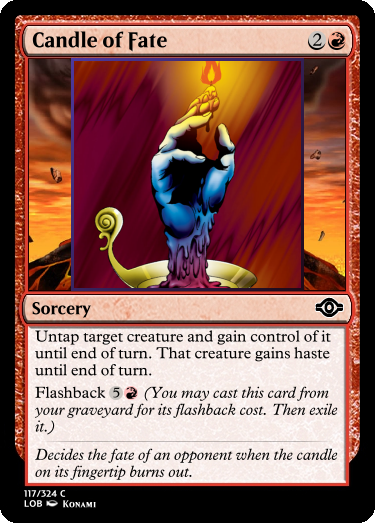 Candle of Fate 2
Sorcery
Untap target creature and gain control of it
until end of turn. That creature gains haste
until end of turn.
Flashback 5 (You may cast this card from
your graveyard for its flashback cost. Then exile
it.)
Decides the fate of an opponent when the candle
on its fingertip burns out.
117/324 C
LOB Konami